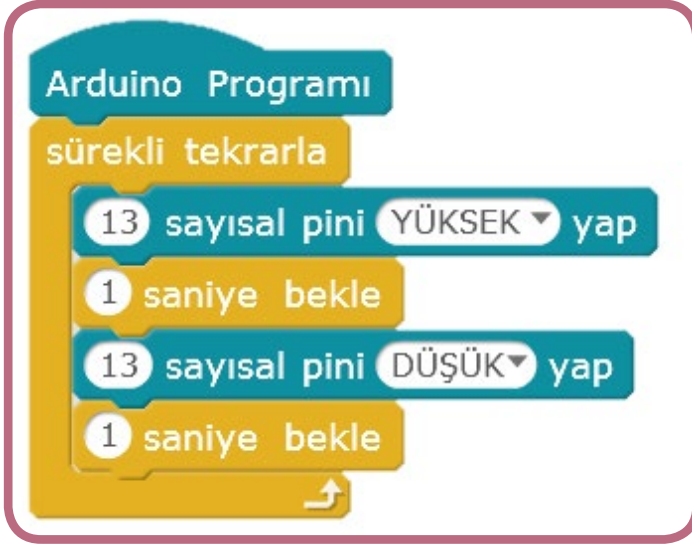 Arduino Programı
sürekli tekrarla
13 sayısal pini YÜKSEK yap
1 saniye bekle
13 sayısal pini DÜŞÜK yap
1 saniye bekle